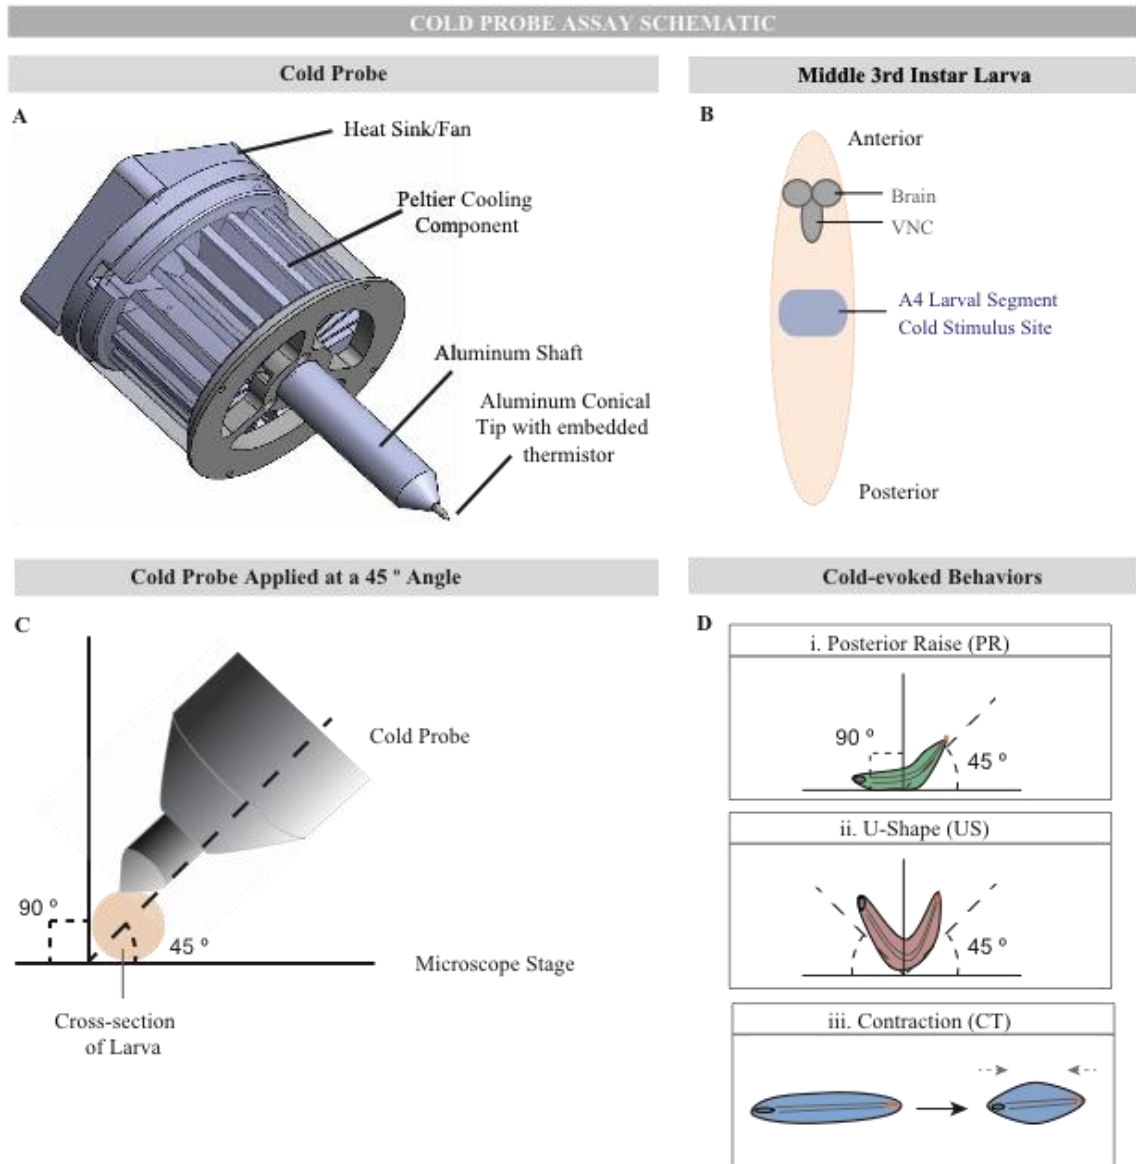 COLD PROBE ASSAY SCHEMATIC
Cold Probe
A
Heat Sink/Fan
Peltier Cooling
Component
Aluminum Shaft
Aluminum Conical
Tip with embedded
thermistor
Middle 3rd Instar Larva
B
Anterior
Brain
VNC
A4 Larval Segment
Cold Stimulus Site
Posterior
Cold Probe Applied at a 45 º Angle
C
Cold Probe
90 º
45 º
Microscope Stage
Cross-section
of Larva
Cold-evoked Behaviors
D
i. Posterior Raise (PR)
90 º
45 º
ii. U-Shape (US)
45 º
iii. Contraction (CT)